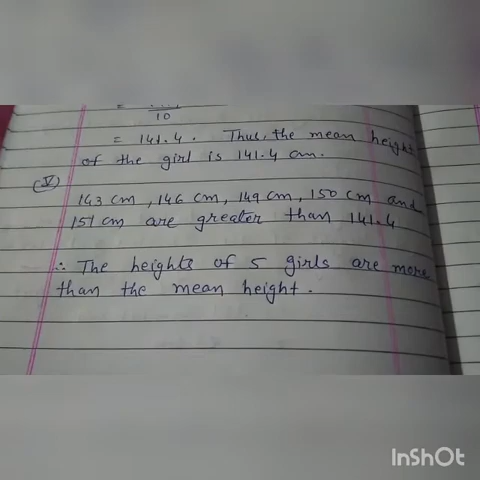 =
10
= 141.4. Thus, the mean height
of the girl is 141.4 cm.
(V)
143 cm, 146 cm, 149 cm, 150 cm and
151 cm are greater than 141.4
∴ The heights of 5 girls are more
than the mean height.
InShOt